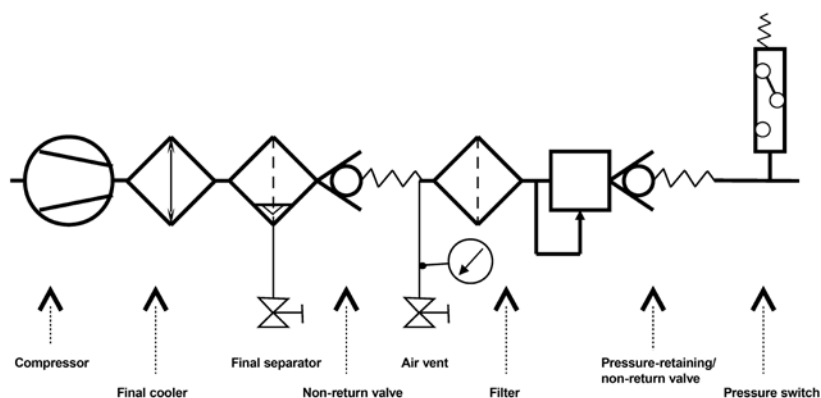 Compressor
Final cooler
Final separator
Non-return valve
Air vent
Filter
Pressure-retaining/
non-return valve
Pressure switch